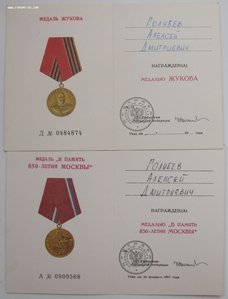 МЕДАЛЬ ЖУКОВА
Д № 0484874
Голубев
Алексей
Дмитриевич
НАГРАЖДЕН(А)
МЕДАЛЬЮ ЖУКОВА
МЕДАЛЬ "В ПАМЯТЬ
850-ЛЕТИЯ МОСКВЫ"
А № 0909568
Голубев
Алексей
Дмитриевич
НАГРАЖДЕН(А)
МЕДАЛЬЮ "В ПАМЯТЬ
850-ЛЕТИЯ МОСКВЫ"